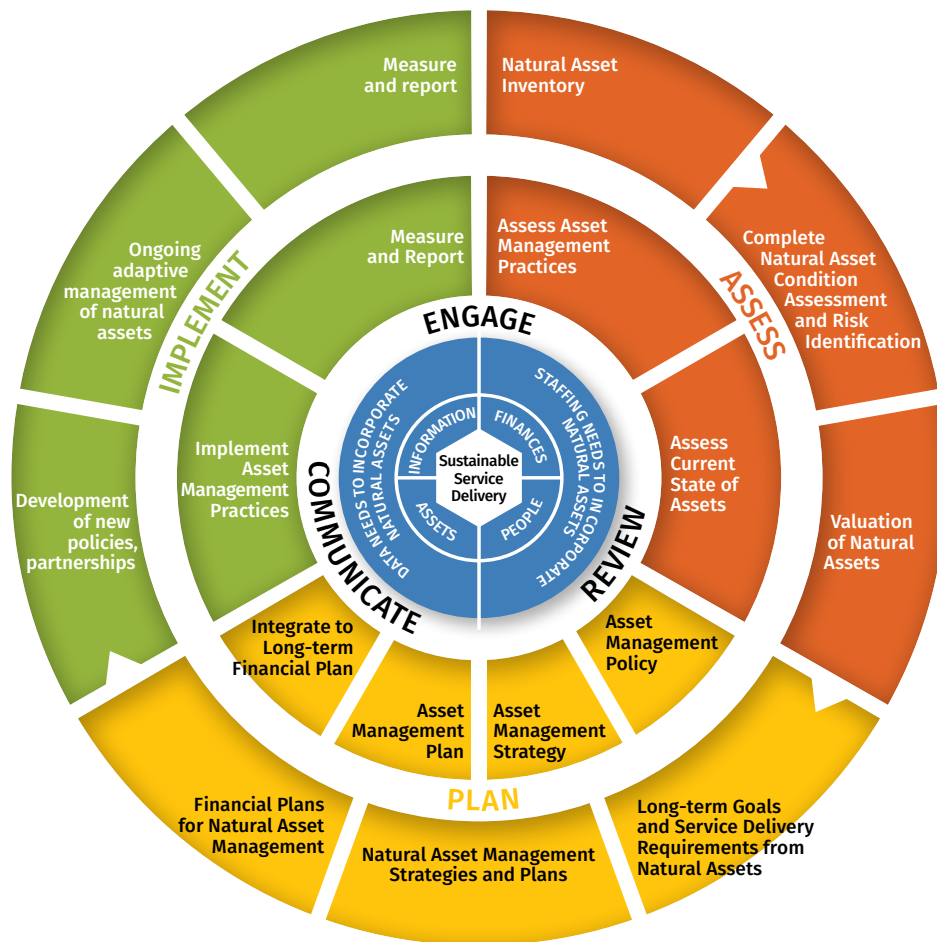 Measure
and report
Natural Asset
Inventory
Complete
Natural Asset
Condition
Assessment
and Risk
Identification
Valuation
of Natural
Assets
Long-term Goals
and Service Delivery
Requirements from
Natural Assets
Natural Asset Management
Strategies and Plans
Financial Plans
for Natural Asset
Management
Development
of new
policies,
partnerships
Ongoing
adaptive
management
of natural
assets
IMPLEMENT
ASSESS
PLAN
Measure
and Report
Assess Asset
Management
Practices
Assess
Current
State of
Assets
Asset
Management
Policy
Asset
Management
Strategy
Asset
Management
Plan
Integrate to
Long-term
Financial Plan
Implement
Asset
Management
Practices
ENGAGE
REVIEW
COMMUNICATE
DATA NEEDS TO INCORPORATE
NATURAL ASSETS
STAFFING NEEDS TO IN CORPORATE
NATURAL ASSETS
INFORMATION
FINANCES
PEOPLE
ASSETS
Sustainable
Service
Delivery